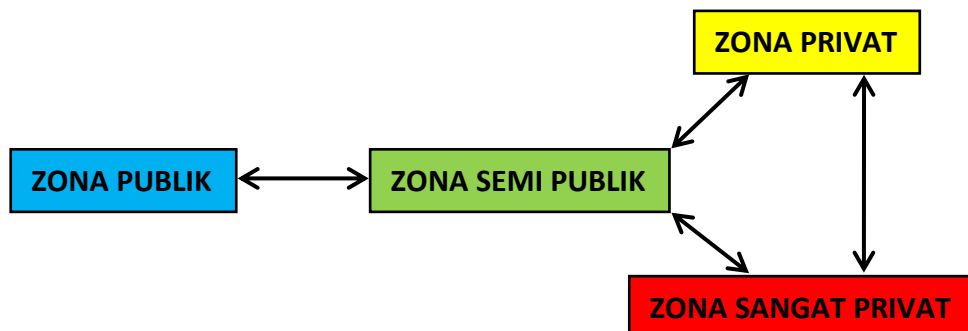 ZONA PRIVAT
ZONA PUBLIK
ZONA SEMI PUBLIK
ZONA SANGAT PRIVAT